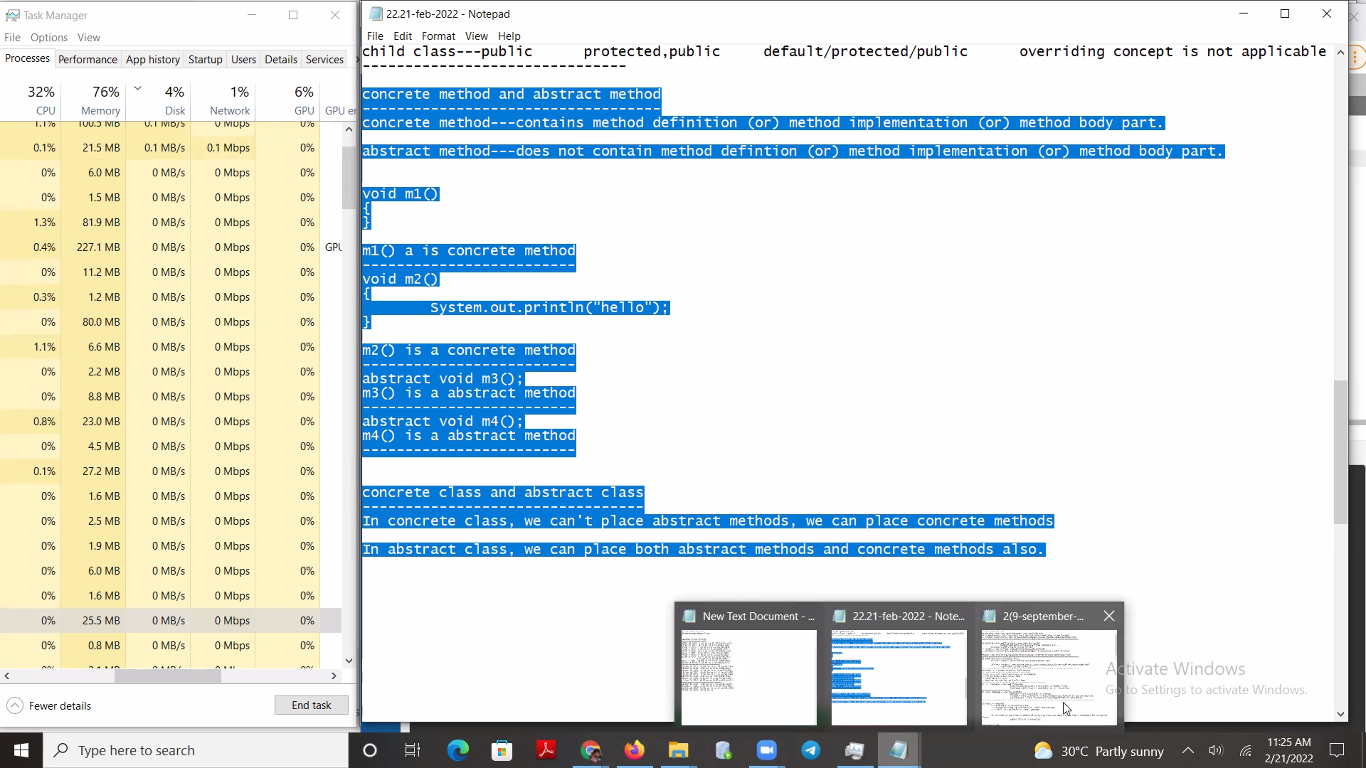 Task Manager
File Options View
Processes Performance App history Startup Users Details Services
32% 76% 4% 1% 6%
CPU Memory Disk Network GPU GPU er
1.1% 100.5 MB 0.1 MB/s 0 Mbps 0%
0.1% 21.5 MB 0.1 MB/s 0.1 Mbps 0%
0% 6.0 MB 0 MB/s 0 Mbps 0%
0% 1.5 MB 0 MB/s 0 Mbps 0%
1.3% 81.9 MB 0 MB/s 0 Mbps 0%
0.4% 227.1 MB 0 MB/s 0 Mbps 0% GPU
0% 11.2 MB 0 MB/s 0 Mbps 0%
0.3% 1.2 MB 0 MB/s 0 Mbps 0%
0% 80.0 MB 0 MB/s 0 Mbps 0%
1.1% 6.6 MB 0 MB/s 0 Mbps 0%
0% 2.2 MB 0 MB/s 0 Mbps 0%
0% 8.8 MB 0 MB/s 0 Mbps 0%
0.8% 23.0 MB 0 MB/s 0 Mbps 0%
0% 4.5 MB 0 MB/s 0 Mbps 0%
0.1% 27.2 MB 0 MB/s 0 Mbps 0%
0% 1.6 MB 0 MB/s 0 Mbps 0%
0% 2.5 MB 0 MB/s 0 Mbps 0%
0% 1.9 MB 0 MB/s 0 Mbps 0%
0% 6.0 MB 0 MB/s 0 Mbps 0%
0% 1.6 MB 0 MB/s 0 Mbps 0%
0% 25.5 MB 0 MB/s 0 Mbps 0%
0% 0.8 MB 0 MB/s 0 Mbps 0%
Fewer details End task
22.21-feb-2022 - Notepad
File Edit Format View Help
child class---public protected,public default/protected/public overriding concept is not applicable
-------------------------------
concrete method and abstract method
-----------------------------------
concrete method---contains method definition (or) method implementation (or) method body part.
abstract method---does not contain method defintion (or) method implementation (or) method body part.
void m1()
{
}
m1() a is concrete method
-------------------------
void m2()
{
System.out.println("hello");
}
m2() is a concrete method
-------------------------
abstract void m3();
m3() is a abstract method
-------------------------
abstract void m4();
m4() is a abstract method
-------------------------
concrete class and abstract class
---------------------------------
In concrete class, we can't place abstract methods, we can place concrete methods
In abstract class, we can place both abstract methods and concrete methods also.
New Text Document - ... 22.21-feb-2022 - Note... 2(9-september-...
Activate Windows
Go to Settings to activate Windows.
Type here to search
30°C Partly sunny
11:25 AM
2/21/2022